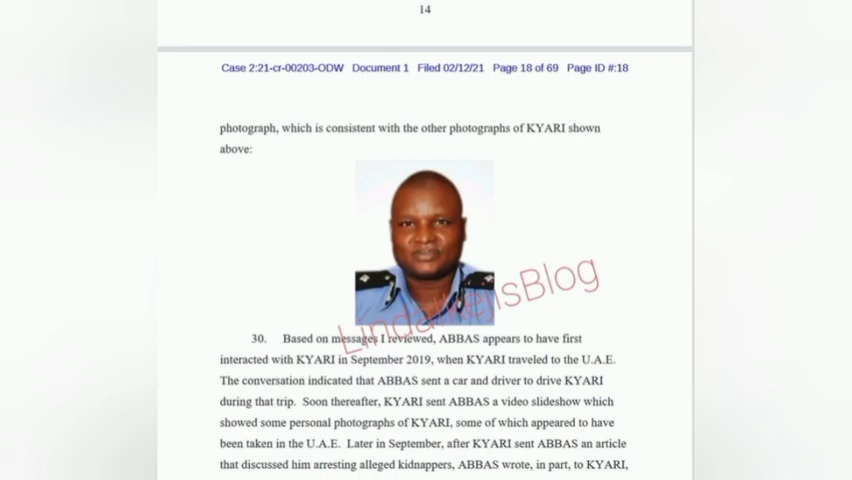 14
Case 2:21-cr-00203-ODW   Document 1   Filed 02/12/21   Page 18 of 69   Page ID #:18
photograph, which is consistent with the other photographs of KYARI shown
above:
LindaIkejisBlog
30.   Based on messages I reviewed, ABBAS appears to have first
interacted with KYARI in September 2019, when KYARI traveled to the U.A.E.
The conversation indicated that ABBAS sent a car and driver to drive KYARI
during that trip.  Soon thereafter, KYARI sent ABBAS a video slideshow which
showed some personal photographs of KYARI, some of which appeared to have
been taken in the U.A.E.  Later in September, after KYARI sent ABBAS an article
that discussed him arresting alleged kidnappers, ABBAS wrote, in part, to KYARI,